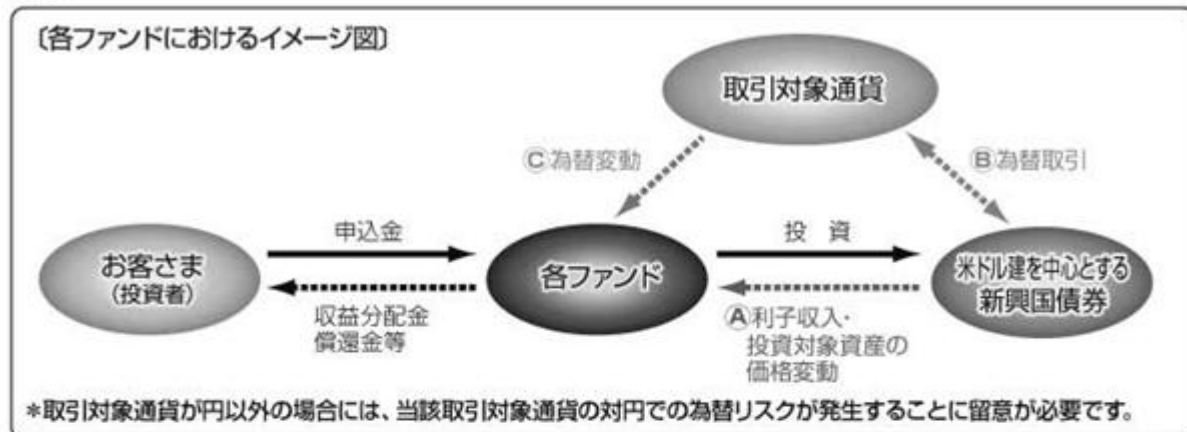 〔各ファンドにおけるイメージ図〕
取引対象通貨
Ⓒ為替変動
Ⓑ為替取引
申込金
投 資
お客さま
(投資者)
各ファンド
米ドル建を中心とする
新興国債券
収益分配金
償還金等
Ⓐ利子収入・
投資対象資産の
価格変動
*取引対象通貨が円以外の場合には、当該取引対象通貨の対円での為替リスクが発生することに留意が必要です。